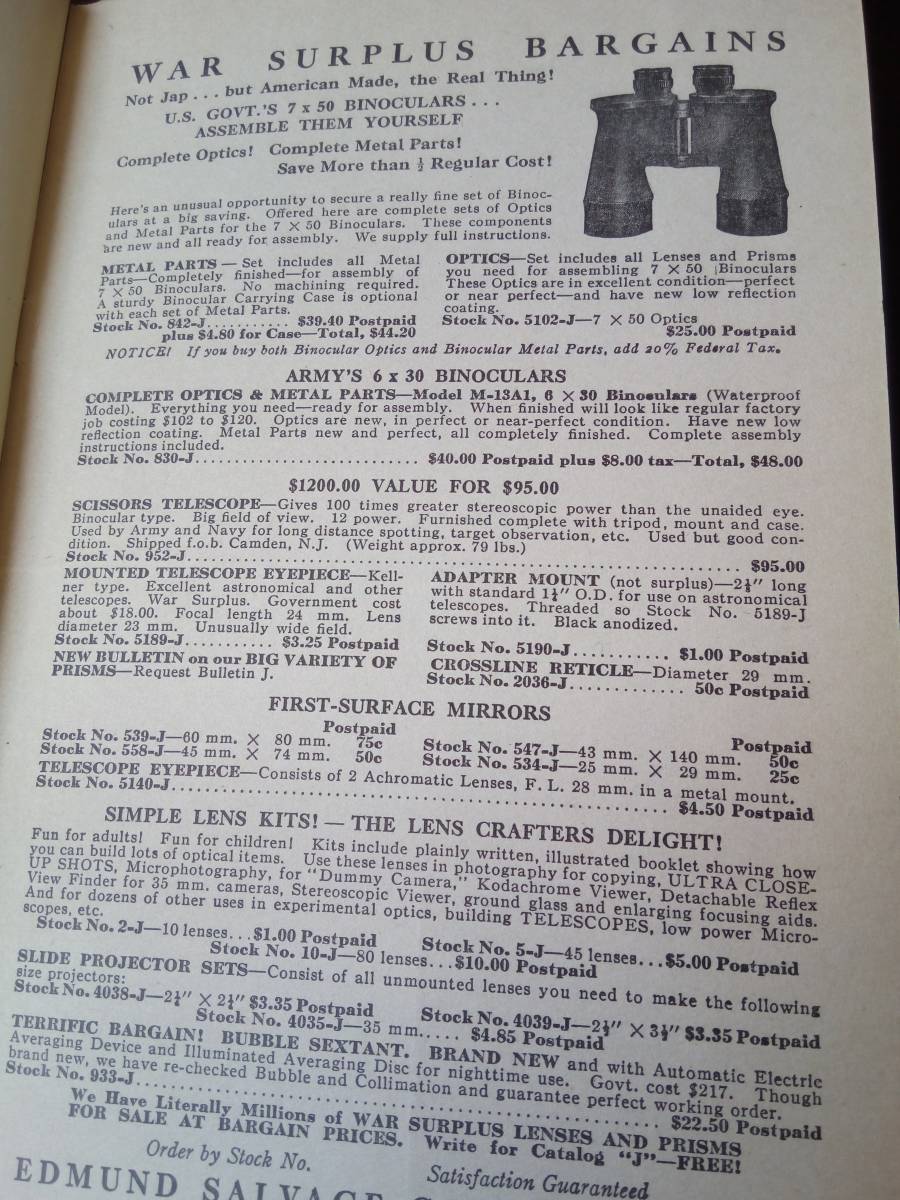 WAR SURPLUS BARGAINS
Not Jap . . . but American Made, the Real Thing!
U.S. GOVT.'S 7 x 50 BINOCULARS . . .
ASSEMBLE THEM YOURSELF
Complete Optics! Complete Metal Parts!
Save More than ½ Regular Cost!
Here's an unusual opportunity to secure a really fine set of Binoc-
ulars at a big saving. Offered here are complete sets of Optics
and Metal Parts for the 7 × 50 Binoculars. These components
are new and all ready for assembly. We supply full instructions.
METAL PARTS — Set includes all Metal
Parts—Completely finished—for assembly of
7 × 50 Binoculars. No machining required.
A sturdy Binocular Carrying Case is optional
with each set of Metal Parts.
Stock No. 842-J........... $39.40 Postpaid
plus $4.80 for Case—Total, $44.20
OPTICS—Set includes all Lenses and Prisms
you need for assembling 7 × 50 Binoculars
These Optics are in excellent condition—perfect
or near perfect—and have new low reflection
coating.
Stock No. 5102-J—7 × 50 Optics
$25.00 Postpaid
NOTICE! If you buy both Binocular Optics and Binocular Metal Parts, add 20% Federal Tax.
ARMY'S 6 x 30 BINOCULARS
COMPLETE OPTICS & METAL PARTS—Model M-13A1, 6 × 30 Binoculars (Waterproof
Model). Everything you need—ready for assembly. When finished will look like regular factory
job costing $102 to $120. Optics are new, in perfect or near-perfect condition. Have new low
reflection coating. Metal Parts new and perfect, all completely finished. Complete assembly
instructions included.
Stock No. 830-J............................ $40.00 Postpaid plus $8.00 tax—Total, $48.00
$1200.00 VALUE FOR $95.00
SCISSORS TELESCOPE—Gives 100 times greater stereoscopic power than the unaided eye.
Binocular type. Big field of view. 12 power. Furnished complete with tripod, mount and case.
Used by Army and Navy for long distance spotting, target observation, etc. Used but good con-
dition. Shipped f.o.b. Camden, N.J. (Weight approx. 79 lbs.)
Stock No. 952-J........................................................................ $95.00
MOUNTED TELESCOPE EYEPIECE—Kell-
ner type. Excellent astronomical and other
telescopes. War Surplus. Government cost
about $18.00. Focal length 24 mm. Lens
diameter 23 mm. Unusually wide field.
Stock No. 5189-J........... $3.25 Postpaid
NEW BULLETIN on our BIG VARIETY OF
PRISMS—Request Bulletin J.
ADAPTER MOUNT (not surplus)—2¼″ long
with standard 1¼″ O.D. for use on astronomical
telescopes. Threaded so Stock No. 5189-J
screws into it. Black anodized.
Stock No. 5190-J............ $1.00 Postpaid
CROSSLINE RETICLE—Diameter 29 mm.
Stock No. 2036-J............. 50c Postpaid
FIRST-SURFACE MIRRORS
Postpaid
Stock No. 539-J—60 mm. × 80 mm. 75c
Stock No. 558-J—45 mm. × 74 mm. 50c
Postpaid
Stock No. 547-J—43 mm. × 140 mm. 50c
Stock No. 534-J—25 mm. × 29 mm. 25c
TELESCOPE EYEPIECE—Consists of 2 Achromatic Lenses, F. L. 28 mm. in a metal mount.
Stock No. 5140-J............................................................ $4.50 Postpaid
SIMPLE LENS KITS! — THE LENS CRAFTERS DELIGHT!
Fun for adults! Fun for children! Kits include plainly written, illustrated booklet showing how
you can build lots of optical items. Use these lenses in photography for copying, ULTRA CLOSE-
UP SHOTS, Microphotography, for "Dummy Camera," Kodachrome Viewer, Detachable Reflex
View Finder for 35 mm. cameras, Stereoscopic Viewer, ground glass and enlarging focusing aids.
And for dozens of other uses in experimental optics, building TELESCOPES, low power Micro-
scopes, etc.
Stock No. 2-J—10 lenses...$1.00 Postpaid Stock No. 5-J—45 lenses...$5.00 Postpaid
Stock No. 10-J—80 lenses...$10.00 Postpaid
SLIDE PROJECTOR SETS—Consist of all unmounted lenses you need to make the following
size projectors:
Stock No. 4038-J—2¼″ × 2¼″ $3.35 Postpaid Stock No. 4039-J—2¼″ × 3¼″ $3.35 Postpaid
Stock No. 4035-J—35 mm..... $4.85 Postpaid
TERRIFIC BARGAIN! BUBBLE SEXTANT. BRAND NEW and with Automatic Electric
Averaging Device and Illuminated Averaging Disc for nighttime use. Govt. cost $217. Though
brand new, we have re-checked Bubble and Collimation and guarantee perfect working order.
Stock No. 933-J................................................................ $22.50 Postpaid
We Have Literally Millions of WAR SURPLUS LENSES AND PRISMS
FOR SALE AT BARGAIN PRICES. Write for Catalog "J"—FREE!
Order by Stock No. Satisfaction Guaranteed
EDMUND SALVAGE